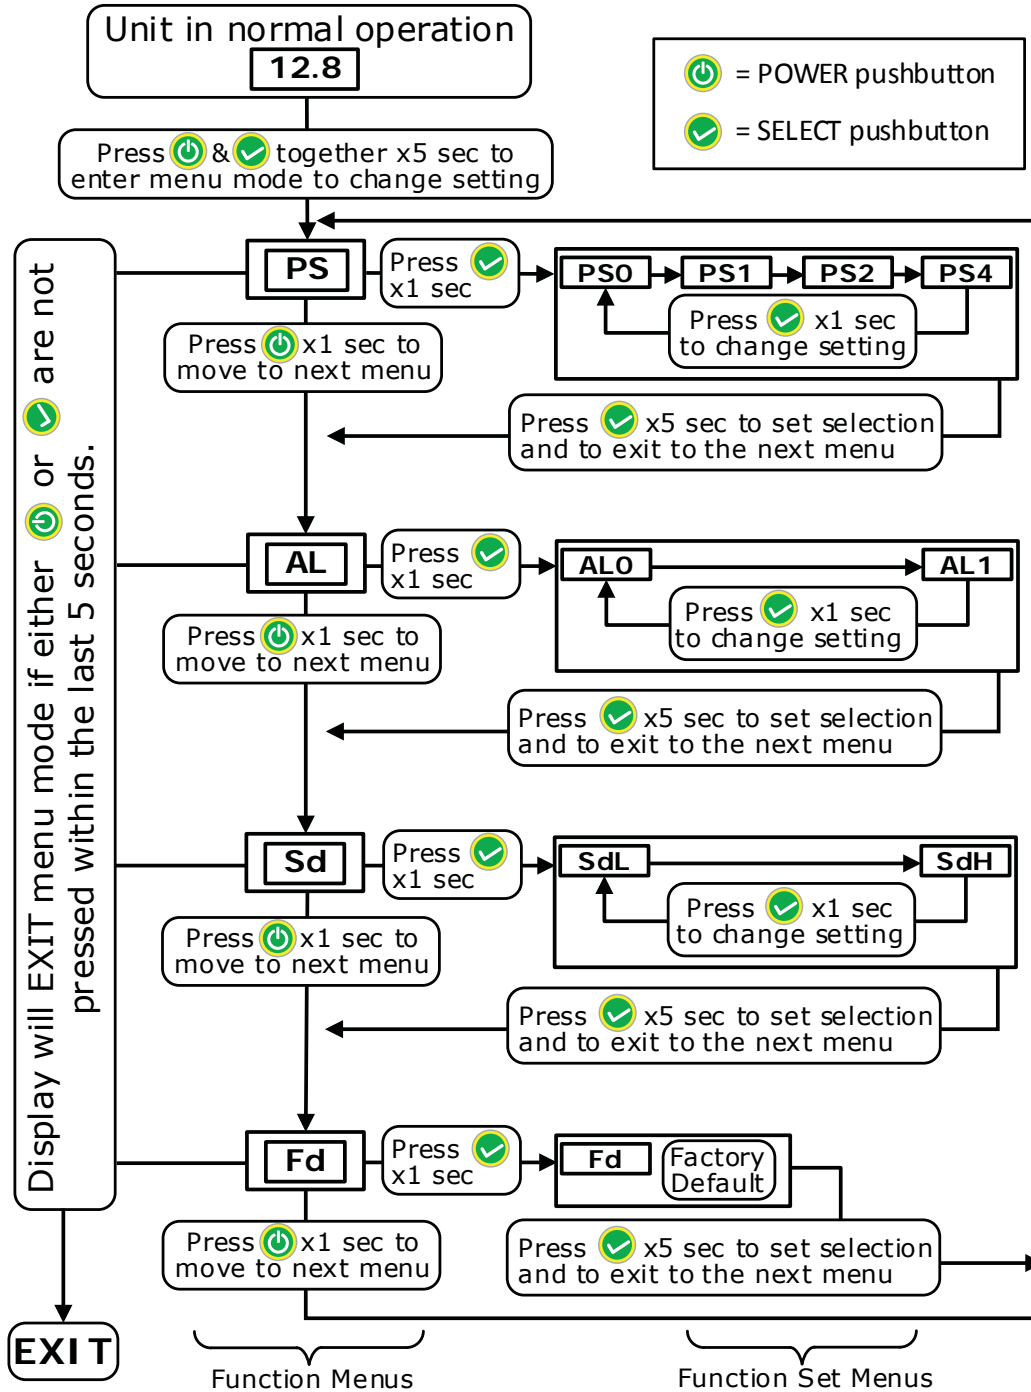 Unit in normal operation
12.8
= POWER pushbutton
= SELECT pushbutton
Press & together x5 sec to
enter menu mode to change setting
Display will EXIT menu mode if either or are not
pressed within the last 5 seconds.
PS
Press
x1 sec
PS0 PS1 PS2 PS4
Press x1 sec
to change setting
Press x1 sec to
move to next menu
Press x5 sec to set selection
and to exit to the next menu
AL
Press
x1 sec
AL0 AL1
Press x1 sec
to change setting
Press x1 sec to
move to next menu
Press x5 sec to set selection
and to exit to the next menu
Sd
Press
x1 sec
SdL SdH
Press x1 sec
to change setting
Press x1 sec to
move to next menu
Press x5 sec to set selection
and to exit to the next menu
Fd
Press
x1 sec
Fd
Factory
Default
Press x1 sec to
move to next menu
Press x5 sec to set selection
and to exit to the next menu
EXIT
Function Menus
Function Set Menus